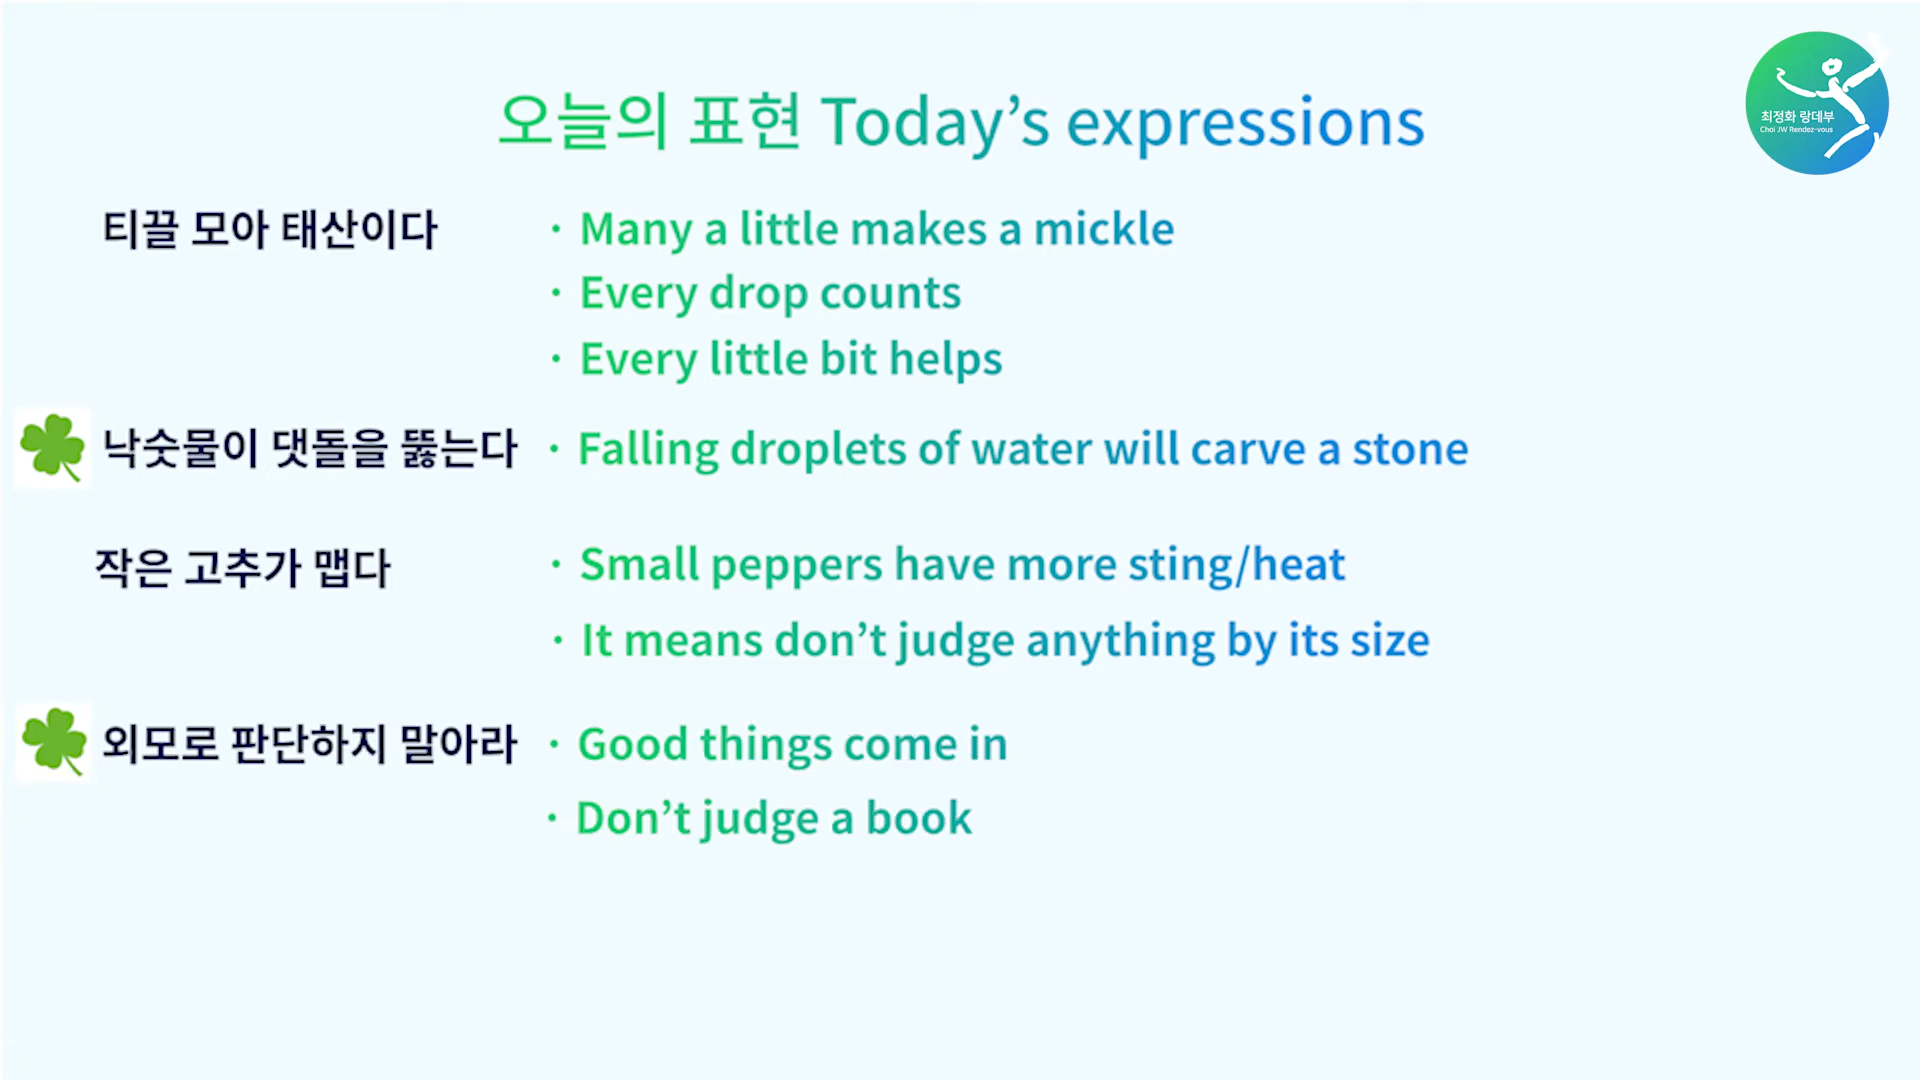 오늘의 표현 Today's expressions
최정화 랑데부
Choi JW Rendez-vous
티끌 모아 태산이다
· Many a little makes a mickle
· Every drop counts
· Every little bit helps
낙숫물이 댓돌을 뚫는다
· Falling droplets of water will carve a stone
작은 고추가 맵다
· Small peppers have more sting/heat
· It means don't judge anything by its size
외모로 판단하지 말아라
· Good things come in
· Don't judge a book